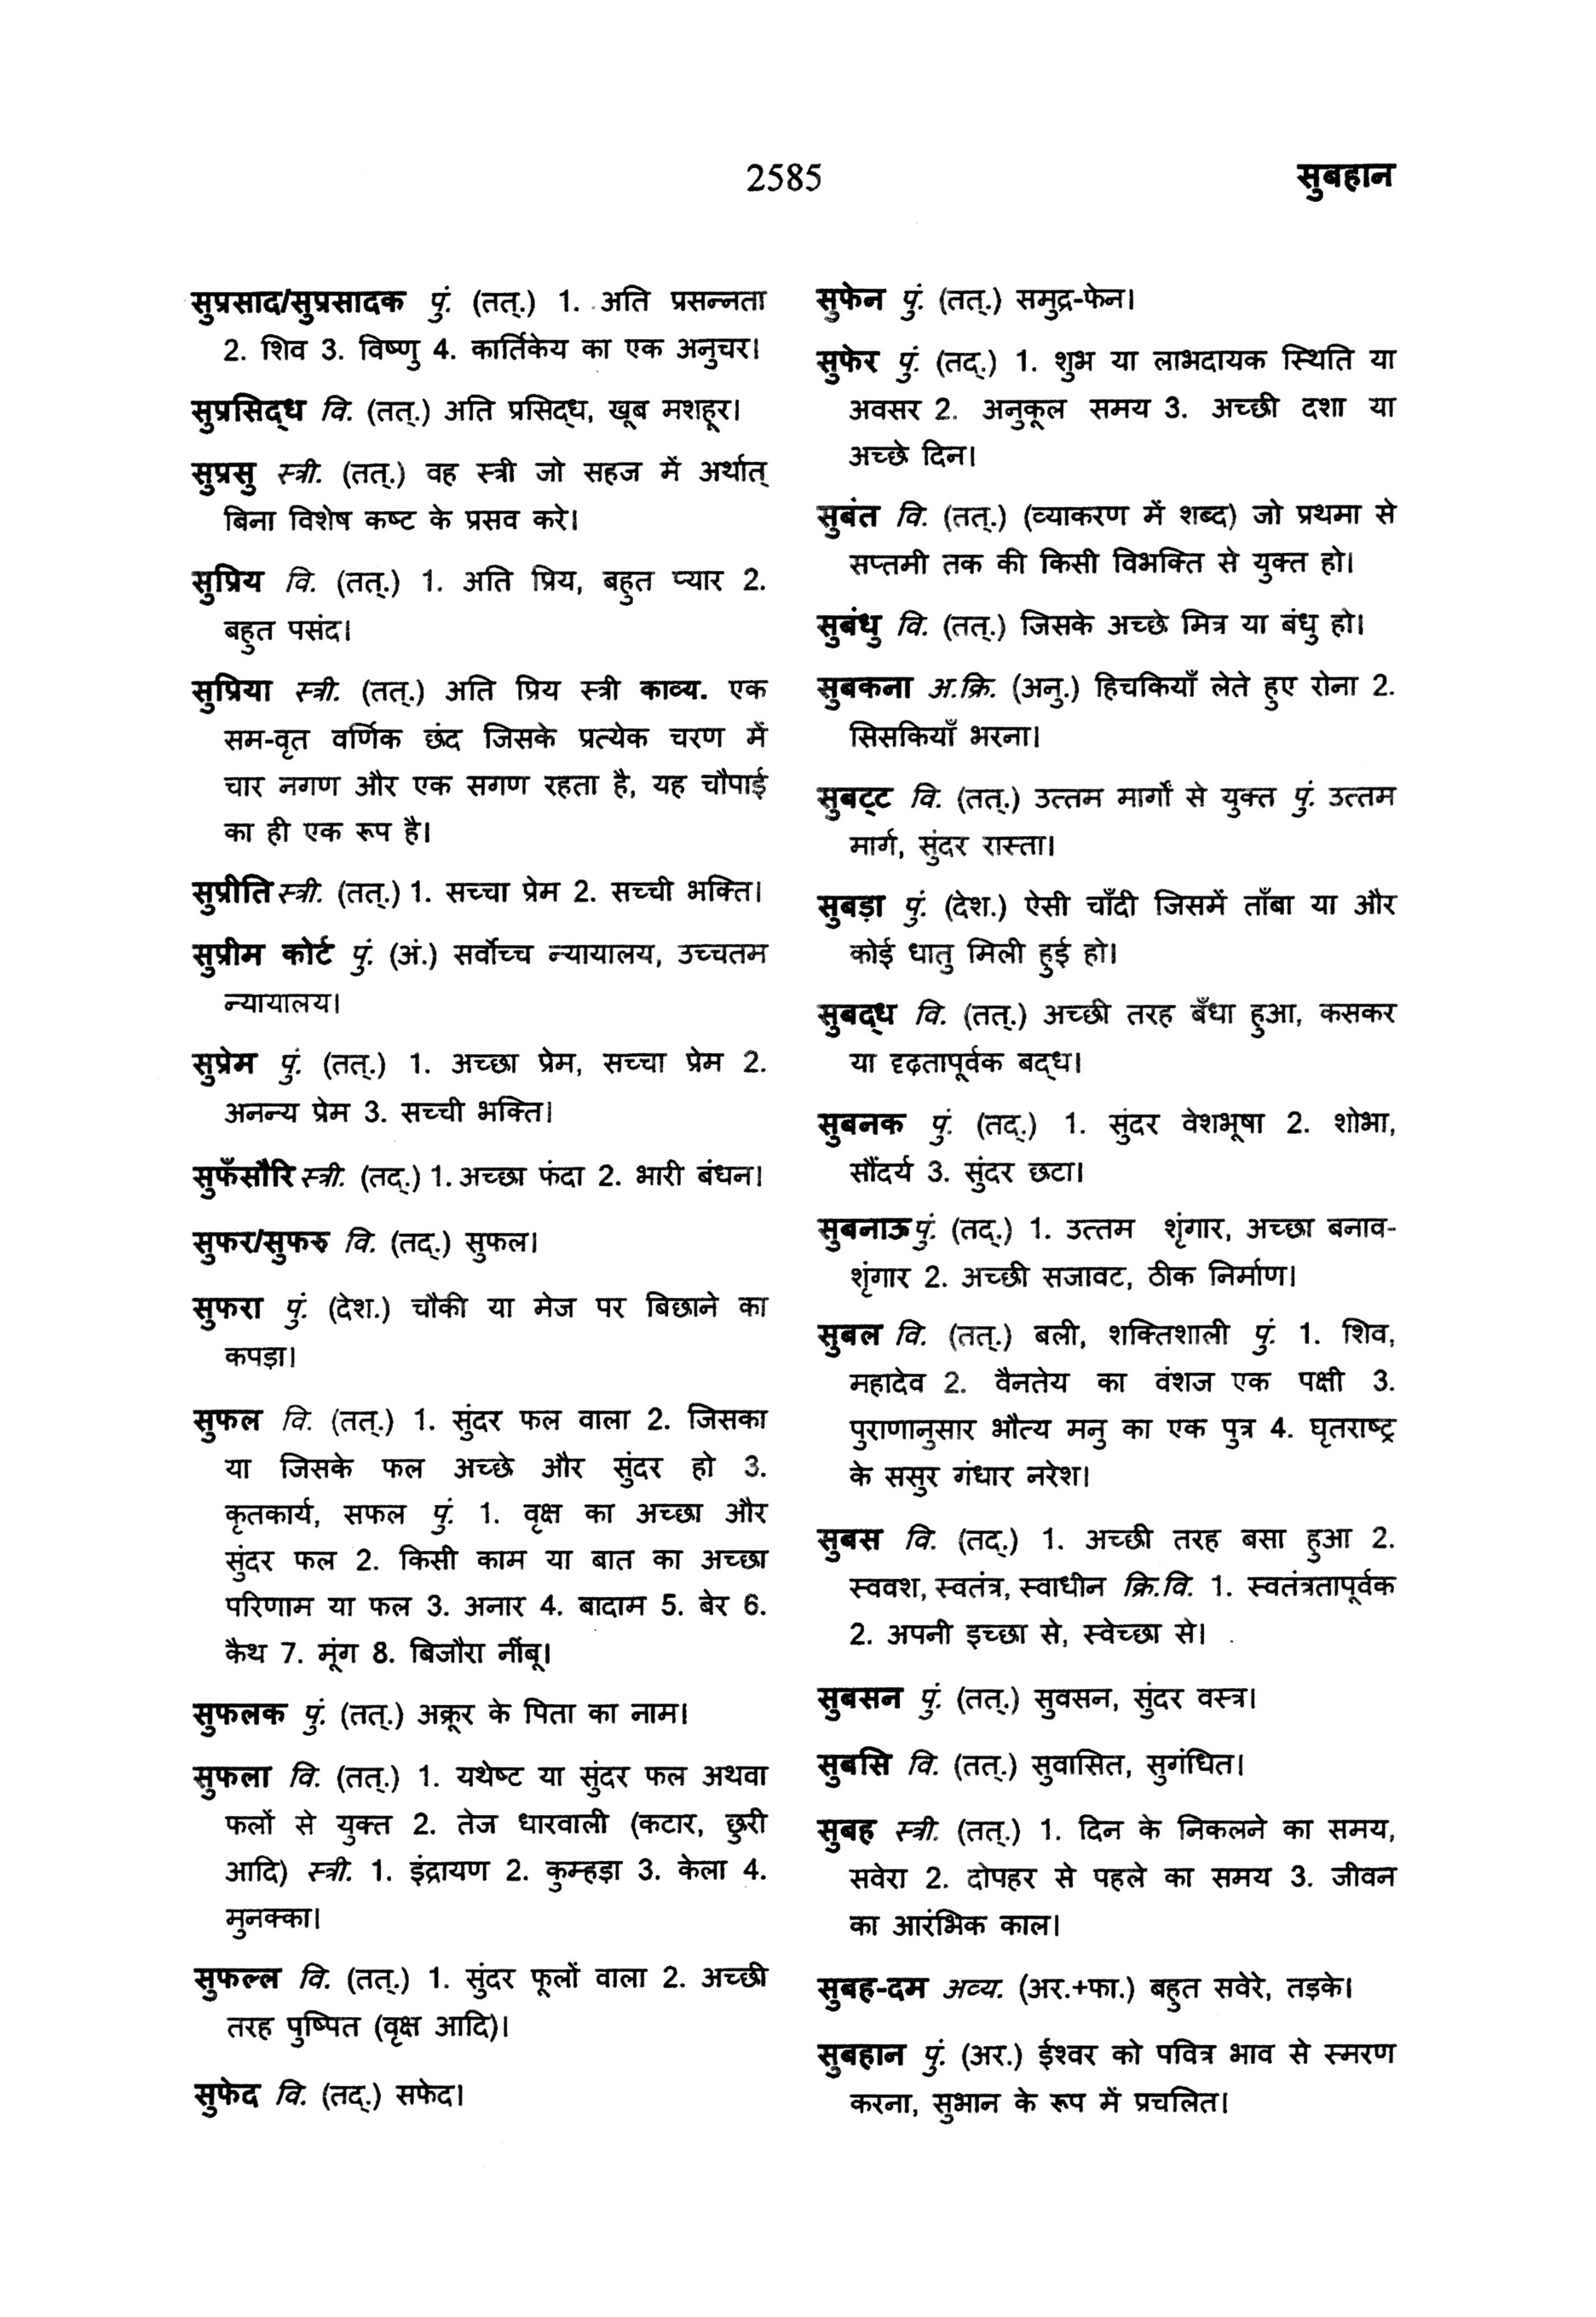 2585
सुबहान
सुप्रसाद/सुप्रसादक पुं. (तत्.) 1. अति प्रसन्नता
2. शिव 3. विष्णु 4. कार्तिकेय का एक अनुचर।
सुप्रसिद्ध वि. (तत्.) अति प्रसिद्ध, खूब मशहूर।
सुप्रसु स्त्री. (तत्.) वह स्त्री जो सहज में अर्थात्
बिना विशेष कष्ट के प्रसव करे।
सुप्रिय वि. (तत्.) 1. अति प्रिय, बहुत प्यार 2.
बहुत पसंद।
सुप्रिया स्त्री. (तत्.) अति प्रिय स्त्री काव्य. एक
सम-वृत वर्णिक छंद जिसके प्रत्येक चरण में
चार नगण और एक सगण रहता है, यह चौपाई
का ही एक रूप है।
सुप्रीति स्त्री. (तत्.) 1. सच्चा प्रेम 2. सच्ची भक्ति।
सुप्रीम कोर्ट पुं. (अं.) सर्वोच्च न्यायालय, उच्चतम
न्यायालय।
सुप्रेम पुं. (तत्.) 1. अच्छा प्रेम, सच्चा प्रेम 2.
अनन्य प्रेम 3. सच्ची भक्ति।
सुफँसौरि स्त्री. (तद्.) 1. अच्छा फंदा 2. भारी बंधन।
सुफर/सुफरु वि. (तद्.) सुफल।
सुफरा पुं. (देश.) चौकी या मेज पर बिछाने का
कपड़ा।
सुफल वि. (तत्.) 1. सुंदर फल वाला 2. जिसका
या जिसके फल अच्छे और सुंदर हो 3.
कृतकार्य, सफल पुं. 1. वृक्ष का अच्छा और
सुंदर फल 2. किसी काम या बात का अच्छा
परिणाम या फल 3. अनार 4. बादाम 5. बेर 6.
कैथ 7. मूंग 8. बिजौरा नींबू।
सुफलक पुं. (तत्.) अक्रूर के पिता का नाम।
सुफला वि. (तत्.) 1. यथेष्ट या सुंदर फल अथवा
फलों से युक्त 2. तेज धारवाली (कटार, छुरी
आदि) स्त्री. 1. इंद्रायण 2. कुम्हड़ा 3. केला 4.
मुनक्का।
सुफल्ल वि. (तत्.) 1. सुंदर फूलों वाला 2. अच्छी
तरह पुष्पित (वृक्ष आदि)।
सुफेद वि. (तद्.) सफेद।
सुफेन पुं. (तत्.) समुद्र-फेन।
सुफेर पुं. (तद्.) 1. शुभ या लाभदायक स्थिति या
अवसर 2. अनुकूल समय 3. अच्छी दशा या
अच्छे दिन।
सुबंत वि. (तत्.) (व्याकरण में शब्द) जो प्रथमा से
सप्तमी तक की किसी विभक्ति से युक्त हो।
सुबंधु वि. (तत्.) जिसके अच्छे मित्र या बंधु हो।
सुबकना अ.क्रि. (अनु.) हिचकियाँ लेते हुए रोना 2.
सिसकियाँ भरना।
सुबट्ट वि. (तत्.) उत्तम मार्गों से युक्त पुं. उत्तम
मार्ग, सुंदर रास्ता।
सुबड़ा पुं. (देश.) ऐसी चाँदी जिसमें ताँबा या और
कोई धातु मिली हुई हो।
सुबद्ध वि. (तत्.) अच्छी तरह बँधा हुआ, कसकर
या दृढ़तापूर्वक बद्ध।
सुबनक पुं. (तद्.) 1. सुंदर वेशभूषा 2. शोभा,
सौंदर्य 3. सुंदर छटा।
सुबनाऊ पुं. (तद्.) 1. उत्तम शृंगार, अच्छा बनाव-
शृंगार 2. अच्छी सजावट, ठीक निर्माण।
सुबल वि. (तत्.) बली, शक्तिशाली पुं. 1. शिव,
महादेव 2. वैनतेय का वंशज एक पक्षी 3.
पुराणानुसार भौत्य मनु का एक पुत्र 4. घृतराष्ट्र
के ससुर गंधार नरेश।
सुबस वि. (तद्.) 1. अच्छी तरह बसा हुआ 2.
स्ववश, स्वतंत्र, स्वाधीन क्रि.वि. 1. स्वतंत्रतापूर्वक
2. अपनी इच्छा से, स्वेच्छा से।
सुबसन पुं. (तत्.) सुवसन, सुंदर वस्त्र।
सुबसि वि. (तत्.) सुवासित, सुगंधित।
सुबह स्त्री. (तत्.) 1. दिन के निकलने का समय,
सवेरा 2. दोपहर से पहले का समय 3. जीवन
का आरंभिक काल।
सुबह-दम अव्य. (अर.+फा.) बहुत सवेरे, तड़के।
सुबहान पुं. (अर.) ईश्वर को पवित्र भाव से स्मरण
करना, सुभान के रूप में प्रचलित।